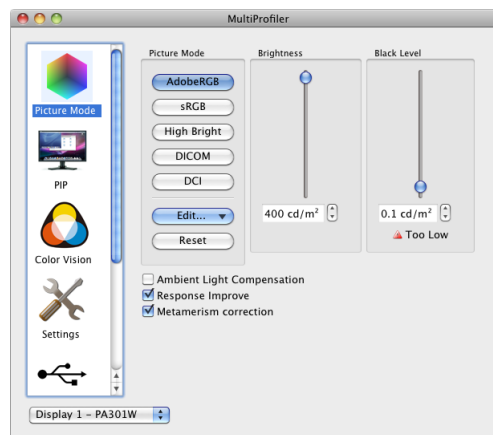 MultiProfiler
Picture Mode
PIP
Color Vision
Settings
Picture Mode
AdobeRGB
sRGB
High Bright
DICOM
DCI
Edit...
Reset
Brightness
400 cd/m²
Black Level
0.1 cd/m²
Too Low
Ambient Light Compensation
Response Improve
Metamerism correction
Display 1 – PA301W